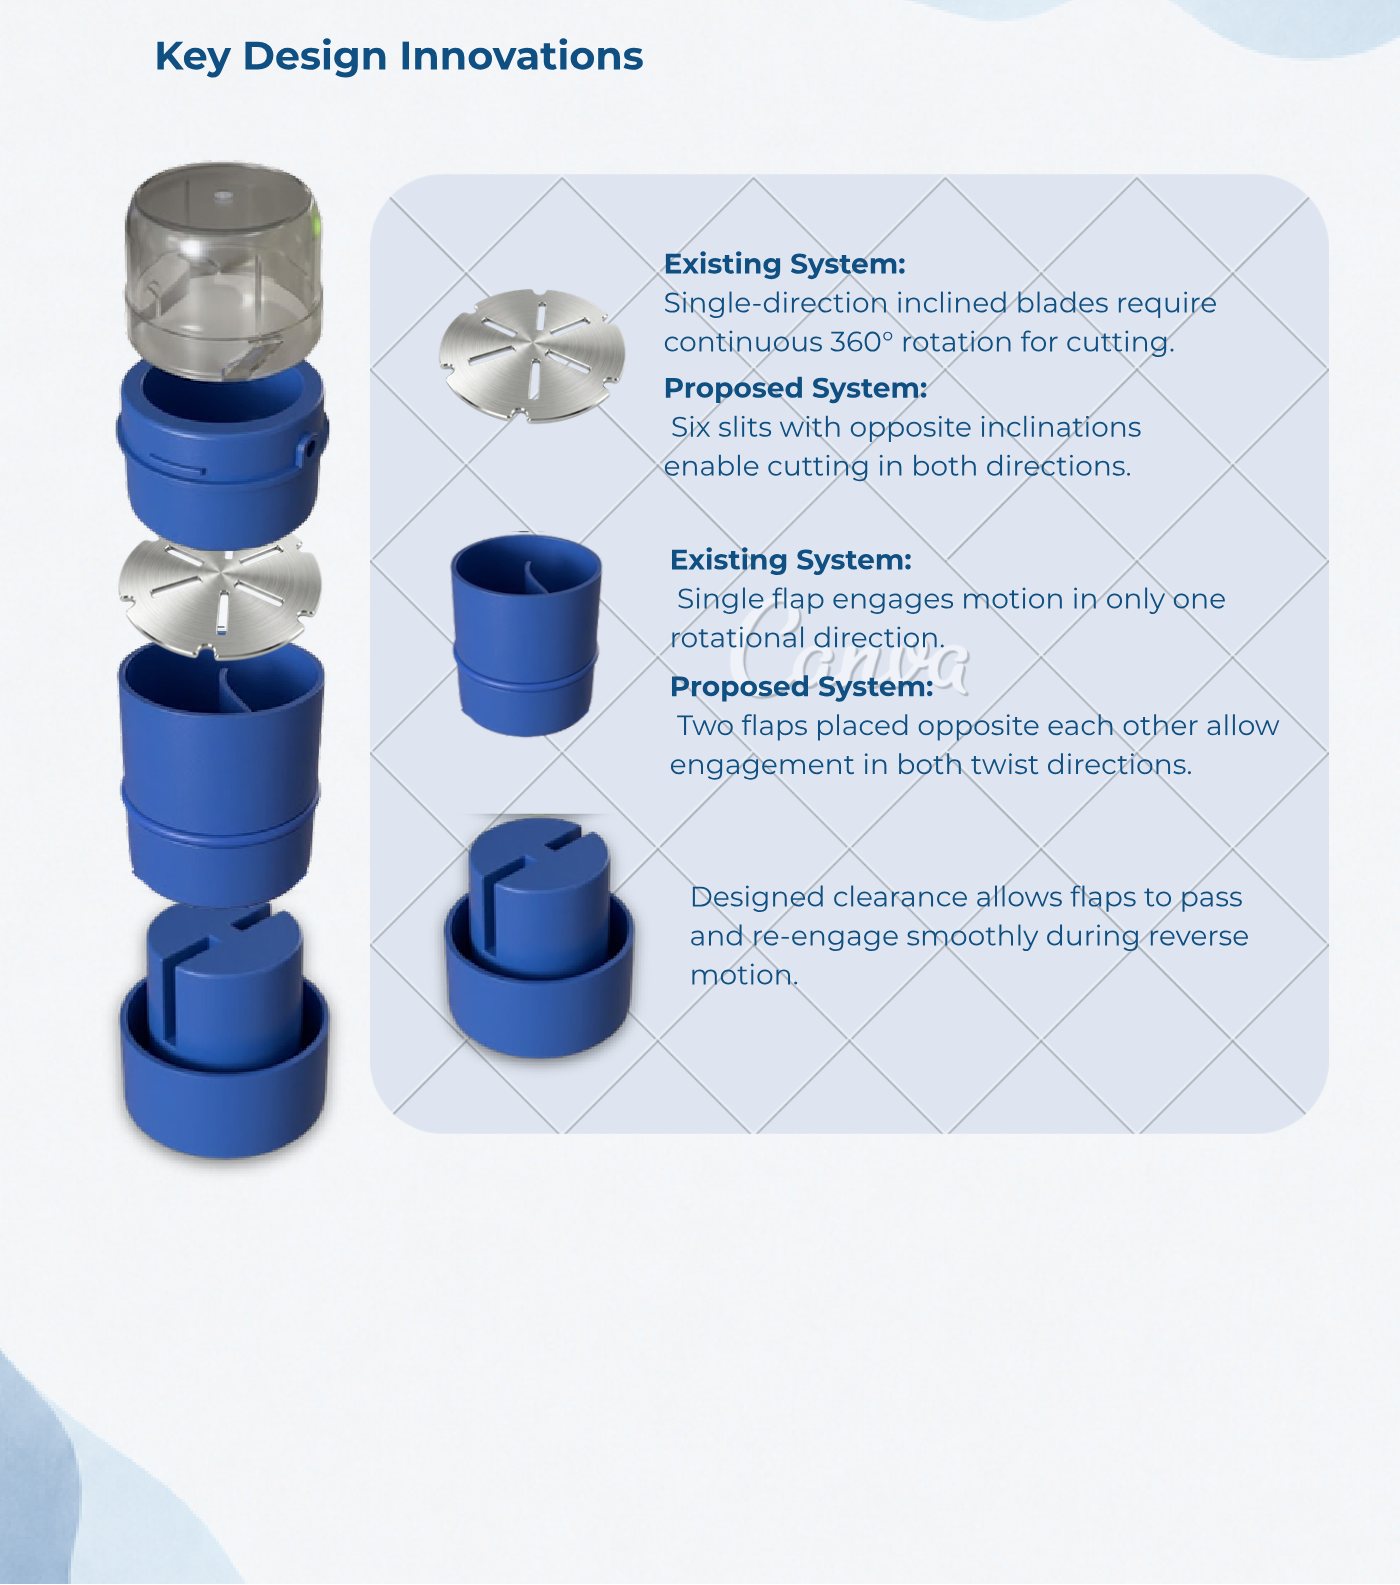 Key Design Innovations
Existing System:
Single-direction inclined blades require
continuous 360° rotation for cutting.
Proposed System:
Six slits with opposite inclinations
enable cutting in both directions.
Existing System:
Single flap engages motion in only one
rotational direction.
Canva
Proposed System:
Two flaps placed opposite each other allow
engagement in both twist directions.
Designed clearance allows flaps to pass
and re-engage smoothly during reverse
motion.